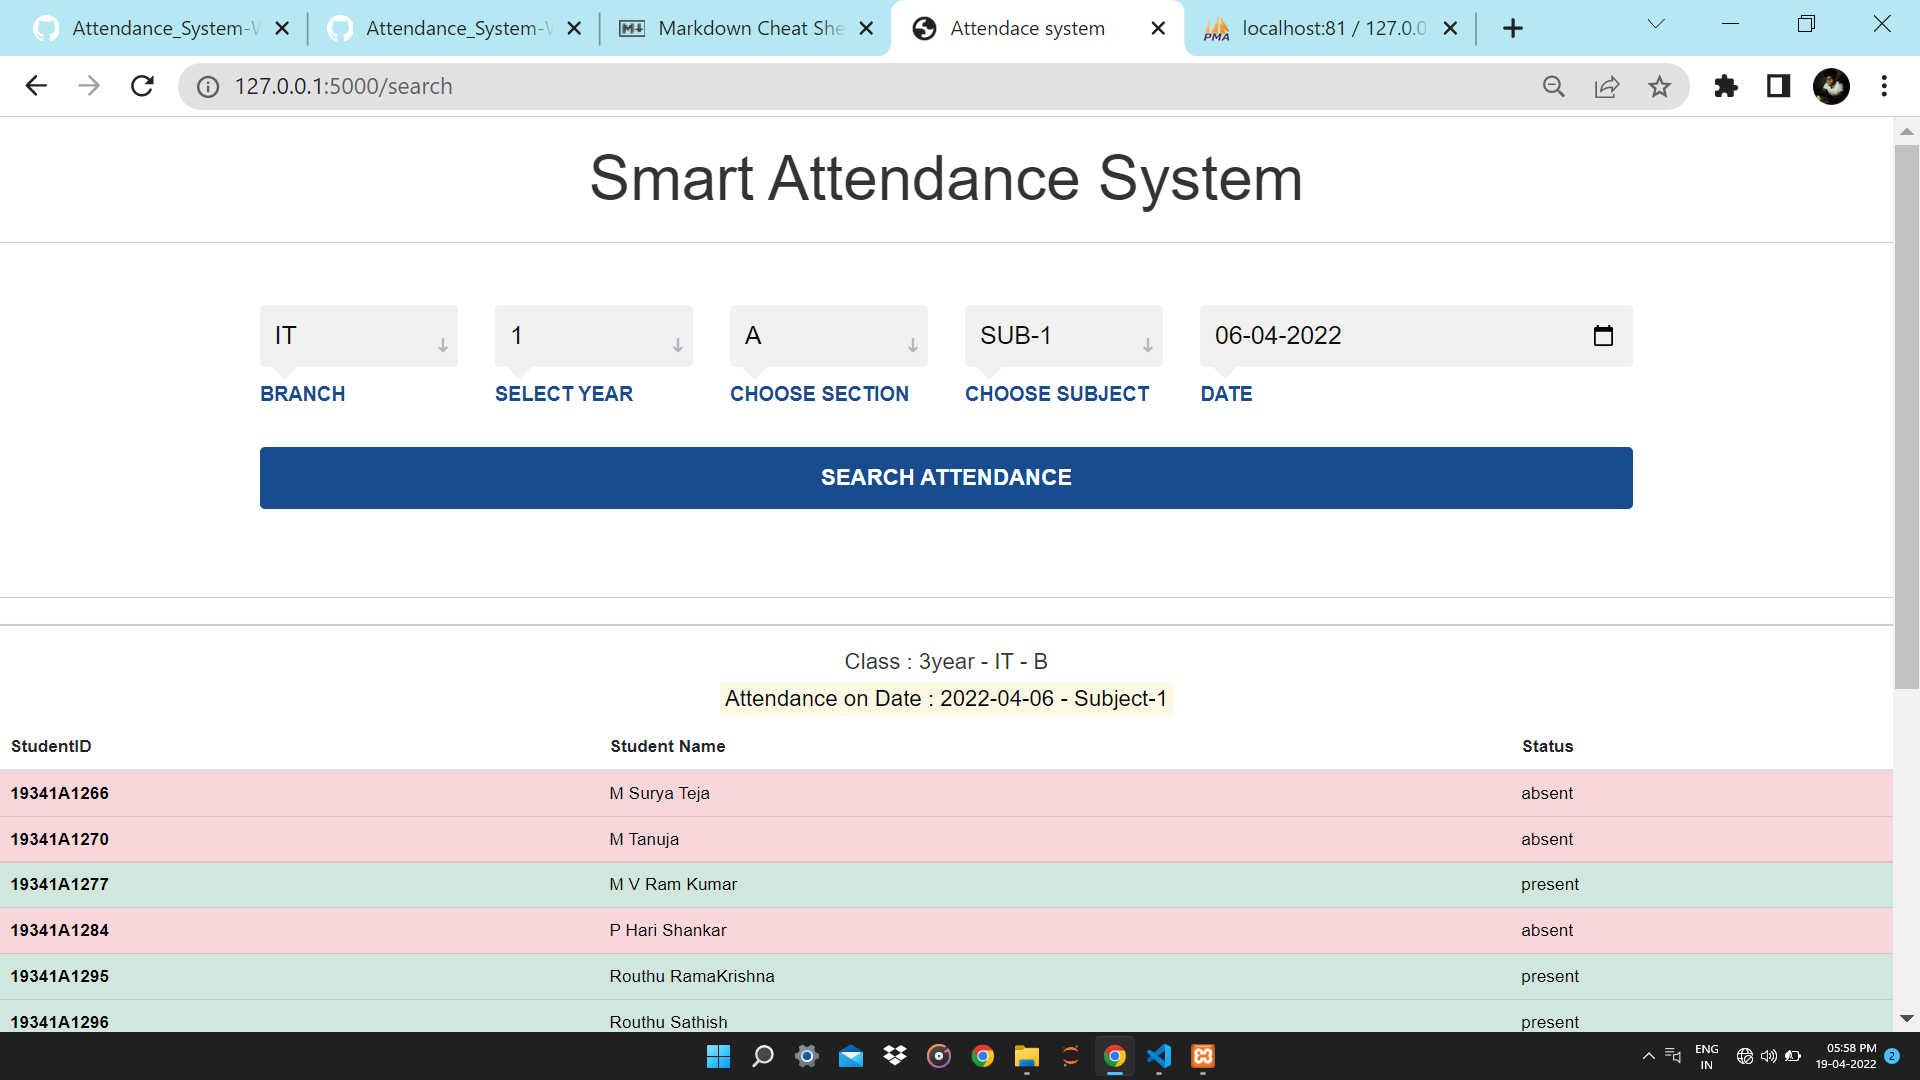 Attendance_System-W
Attendance_System-W
Markdown Cheat She
Attendace system
localhost:81 / 127.0.0
127.0.0.1:5000/search
Smart Attendance System
IT
1
A
SUB-1
06-04-2022
BRANCH
SELECT YEAR
CHOOSE SECTION
CHOOSE SUBJECT
DATE
SEARCH ATTENDANCE
Class : 3year - IT - B
Attendance on Date : 2022-04-06 - Subject-1
StudentID Student Name Status
19341A1266 M Surya Teja absent
19341A1270 M Tanuja absent
19341A1277 M V Ram Kumar present
19341A1284 P Hari Shankar absent
19341A1295 Routhu RamaKrishna present
19341A1296 Routhu Sathish present
ENG
IN
05:58 PM
19-04-2022
2